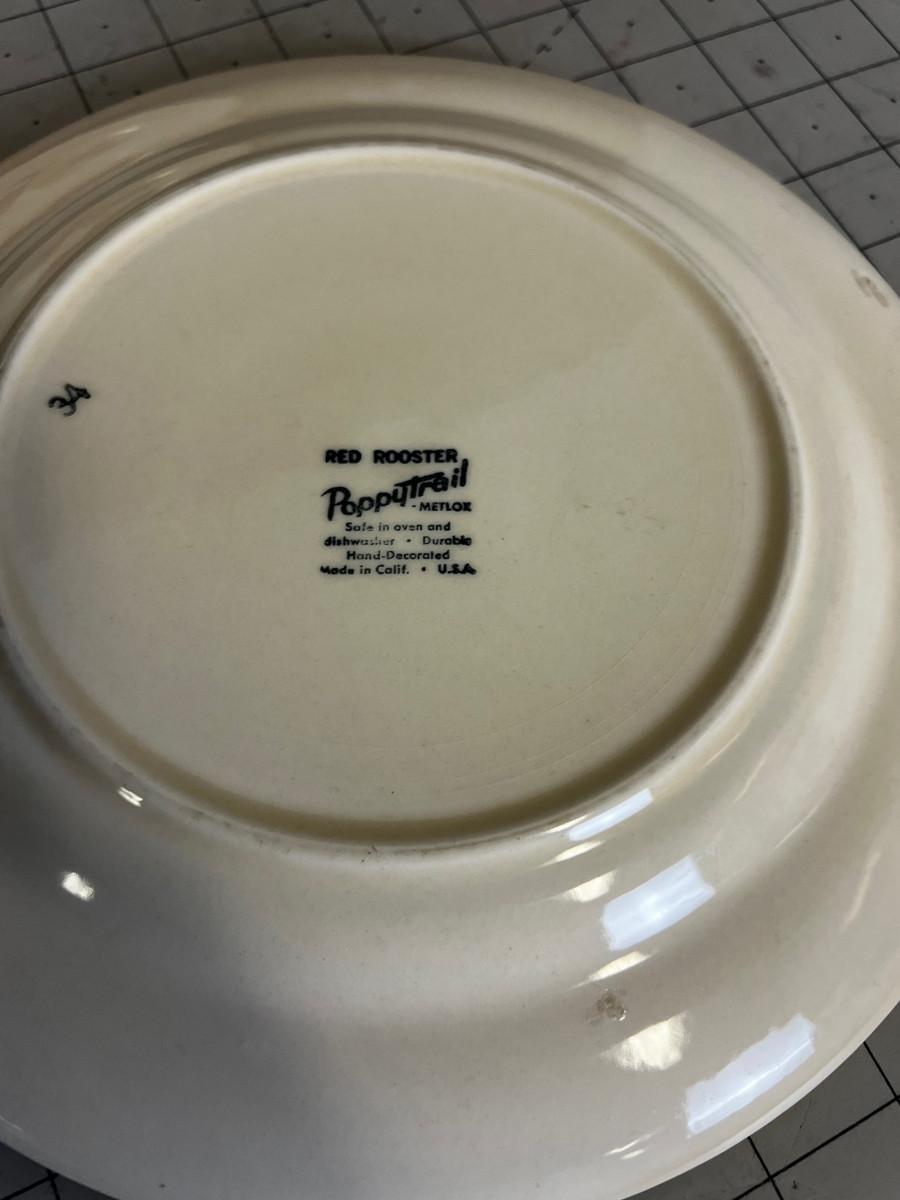 34
RED ROOSTER
Poppytrail
- METLOX
Safe in oven and
dishwasher • Durable
Hand-Decorated
Made in Calif. • U.S.A.